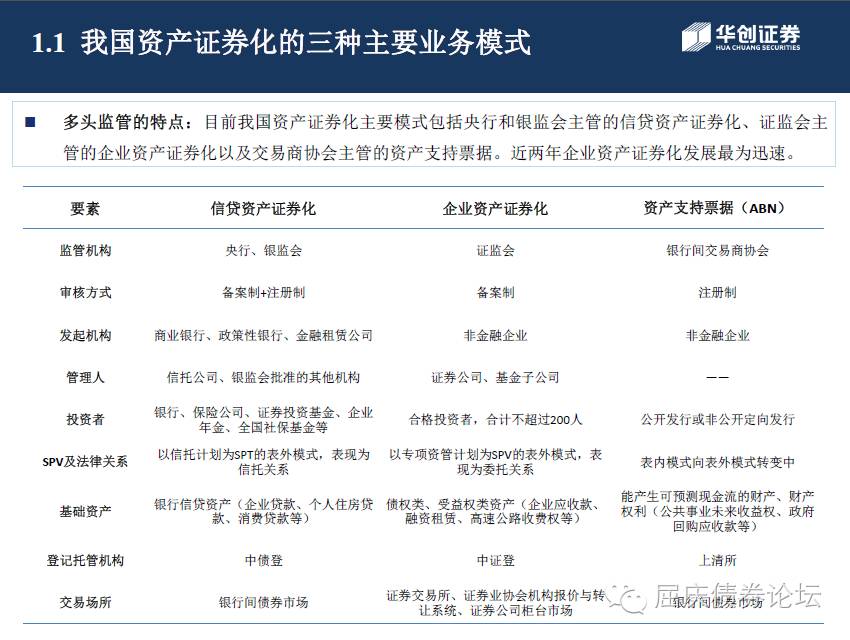 1.1 我国资产证券化的三种主要业务模式
华创证券
HUA CHUANG SECURITIES
■ 多头监管的特点：目前我国资产证券化主要模式包括央行和银监会主管的信贷资产证券化、证监会主
管的企业资产证券化以及交易商协会主管的资产支持票据。近两年企业资产证券化发展最为迅速。
要素 信贷资产证券化 企业资产证券化 资产支持票据（ABN）
监管机构 央行、银监会 证监会 银行间交易商协会
审核方式 备案制+注册制 备案制 注册制
发起机构 商业银行、政策性银行、金融租赁公司 非金融企业 非金融企业
管理人 信托公司、银监会批准的其他机构 证券公司、基金子公司 ——
投资者 银行、保险公司、证券投资基金、企业
年金、全国社保基金等 合格投资者，合计不超过200人 公开发行或非公开定向发行
SPV及法律关系 以信托计划为SPT的表外模式，表现为
信托关系 以专项资管计划为SPV的表外模式，表
现为委托关系 表内模式向表外模式转变中
基础资产 银行信贷资产（企业贷款、个人住房贷
款、消费贷款等） 债权类、受益权类资产（企业应收款、
融资租赁、高速公路收费权等） 能产生可预测现金流的财产、财产
权利（公共事业未来收益权、政府
回购应收款等）
登记托管机构 中债登 中证登 上清所
交易场所 银行间债券市场 证券交易所、证券业协会机构报价与转
让系统、证券公司柜台市场 银行间债券市场
屈庆债券论坛